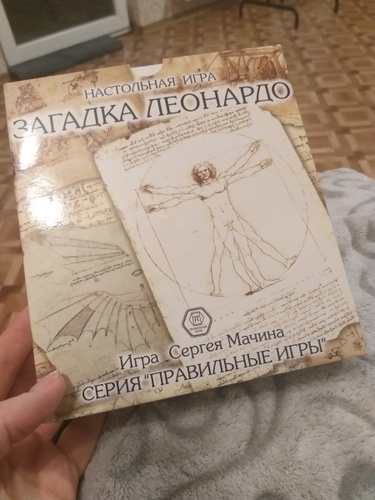 НАСТОЛЬНАЯ ИГРА
ЗАГАДКА ЛЕОНАРДО
Игра Сергея Мачина
СЕРИЯ "ПРАВИЛЬНЫЕ ИГРЫ"